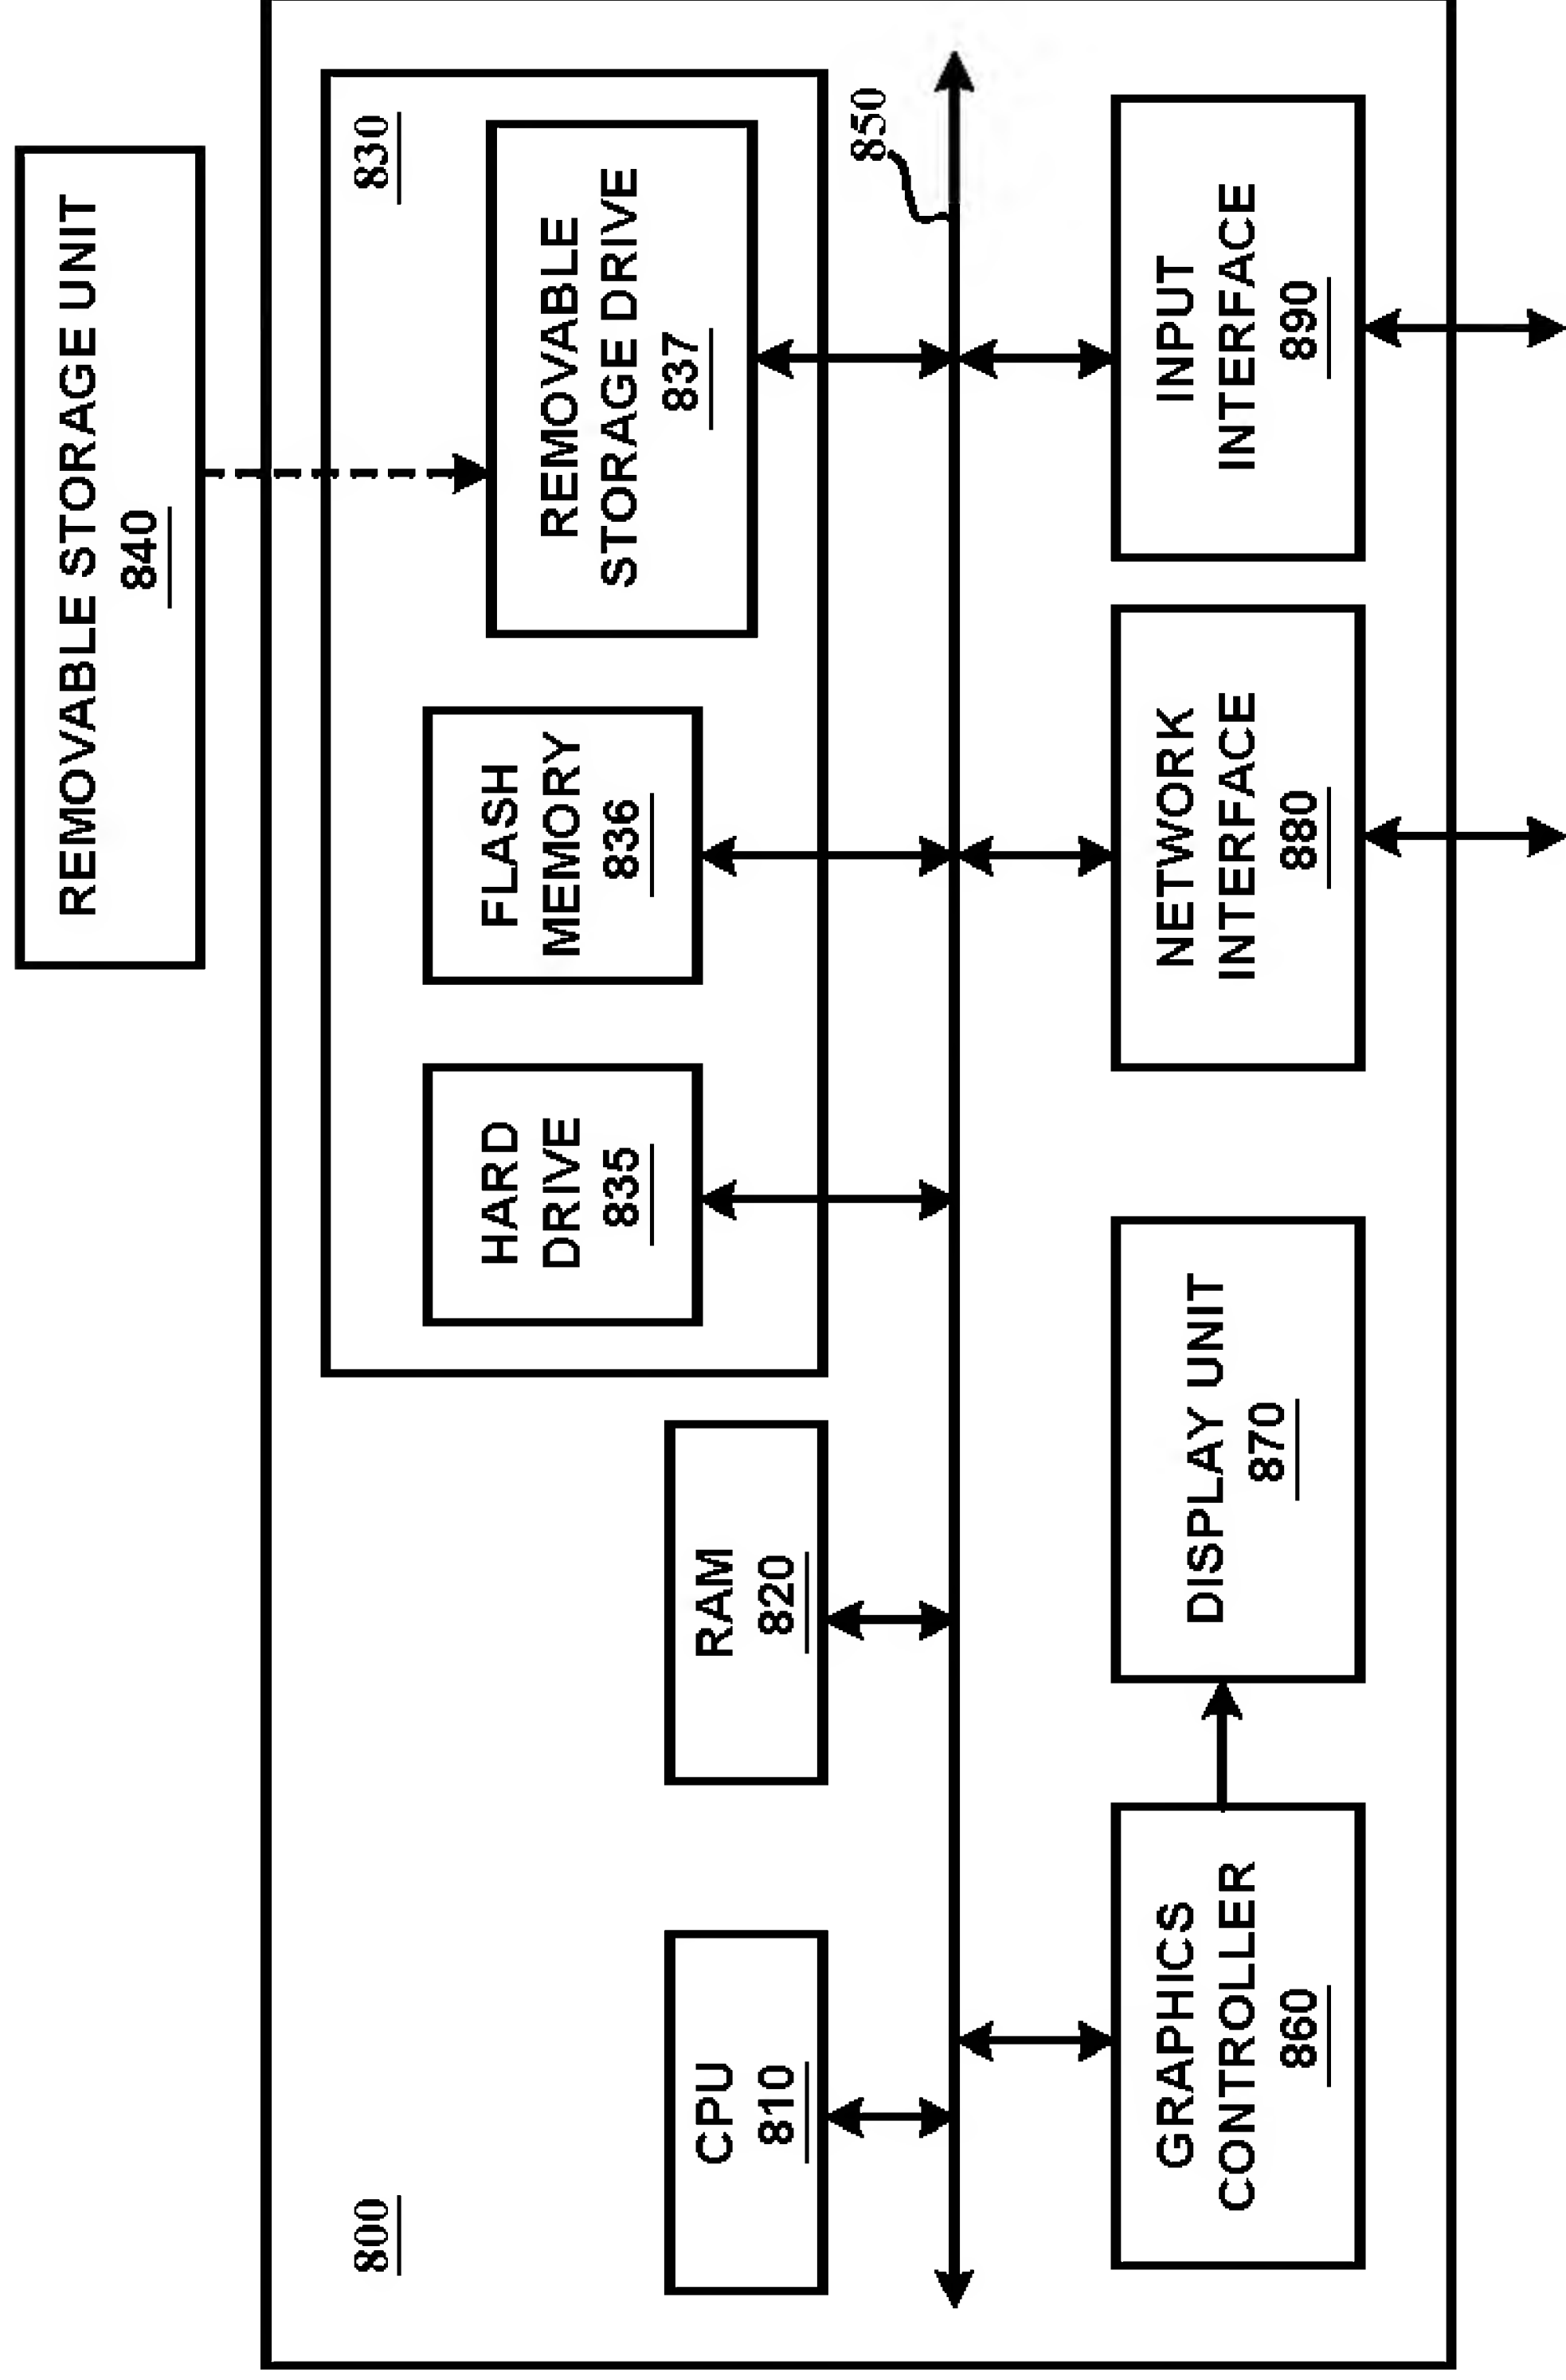 REMOVABLE STORAGE UNIT
840
800
830
HARD
DRIVE
835
FLASH
MEMORY
836
REMOVABLE
STORAGE DRIVE
837
CPU
810
RAM
820
850
GRAPHICS
CONTROLLER
860
DISPLAY UNIT
870
NETWORK
INTERFACE
880
INPUT
INTERFACE
890